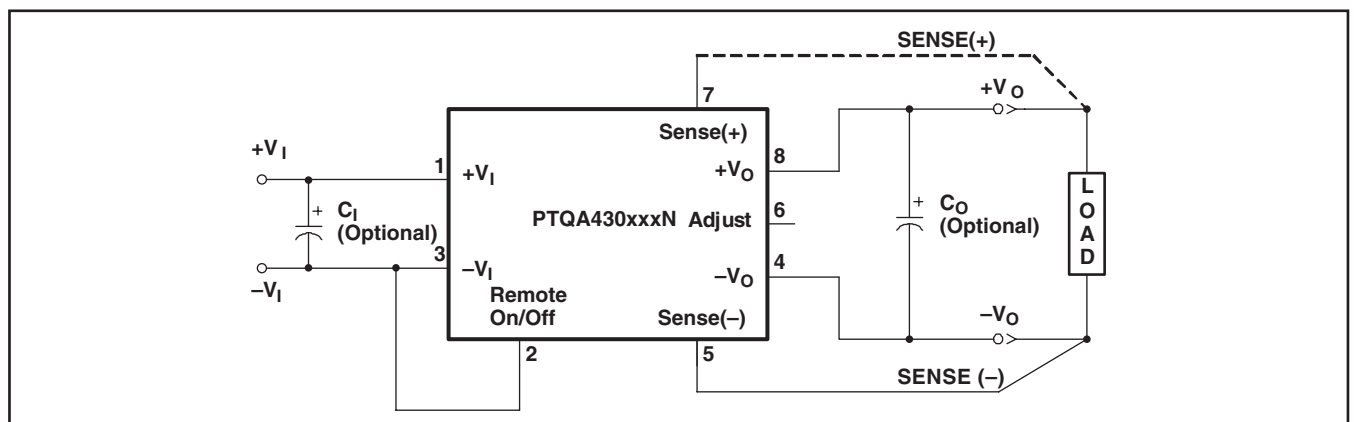 SENSE(+)
7
+VO
Sense(+)
+VI
1
8
+VI
+VO
L
O
A
D
+ CI
(Optional)
PTQA430xxxN
Adjust
6
+ CO
(Optional)
3
–VI
–VO
4
–VI
Remote
On/Off
Sense(–)
–VO
2
5
SENSE (–)